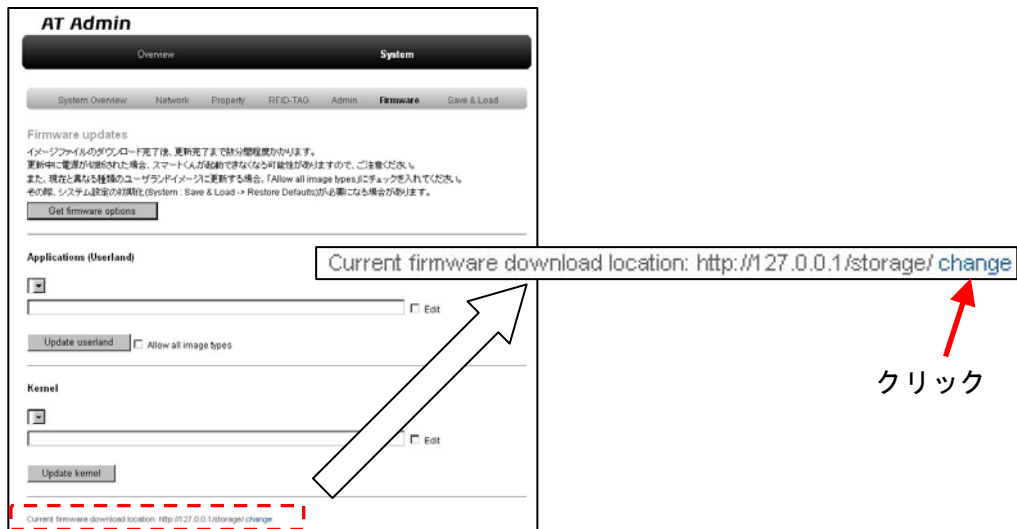 AT Admin
Overview System
System Overview Network Property RFID-TAG Admin Firmware Save & Load
Firmware updates
イメージファイルのダウンロード完了後、更新完了まで数分間程度かかります。
更新中に電源が切断された場合、スマートくんが起動できなくなる可能性がありますので、ご注意ください。
また、現在と異なる種類のユーザランドイメージに更新する場合、「Allow all image types」にチェックを入れてください。
その際、システム設定の初期化(System : Save & Load -> Restore Defaults)が必要になる場合があります。
Get firmware options
Applications (Userland)
Edit
Update userland Allow all image types
Kernel
Edit
Update kernel
Current firmware download location: http://127.0.0.1/storage/ change
Current firmware download location: http://127.0.0.1/storage/ change
クリック